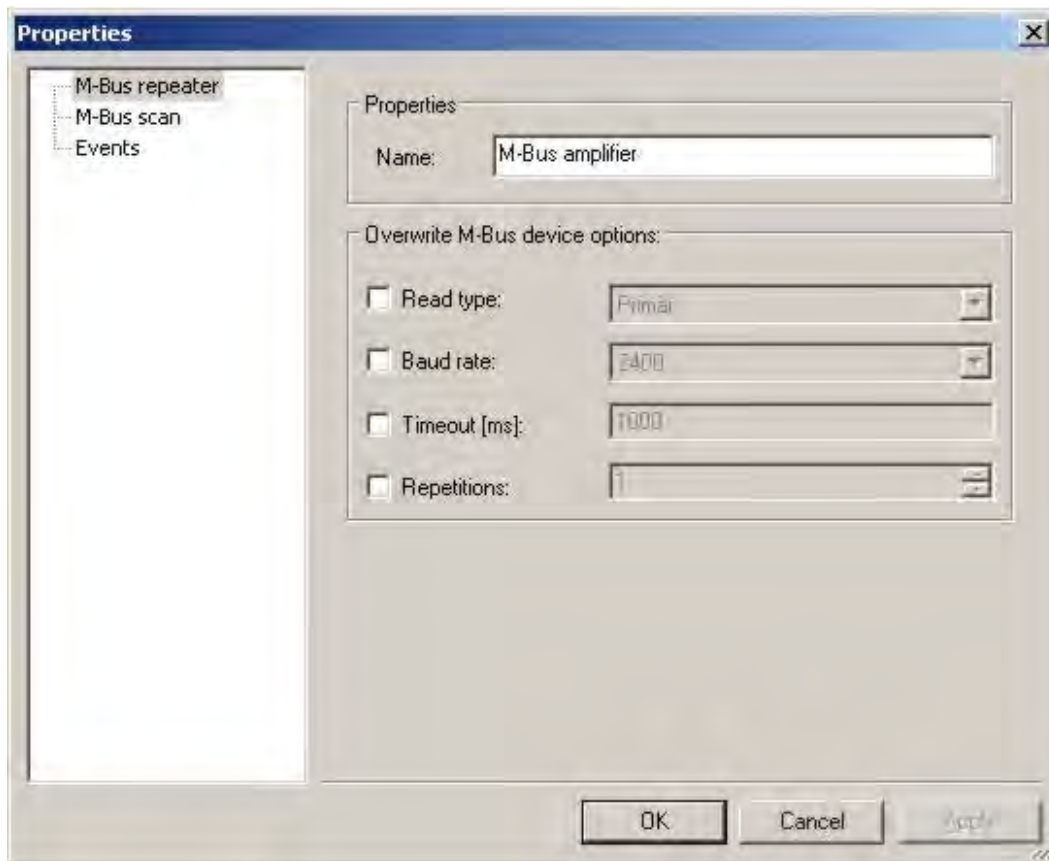 Properties
M-Bus repeater
M-Bus scan
Events
Properties
Name: M-Bus amplifier
Overwrite M-Bus device options:
Read type: Primär
Baud rate: 2400
Timeout [ms]: 1000
Repetitions: 1
OK Cancel Apply